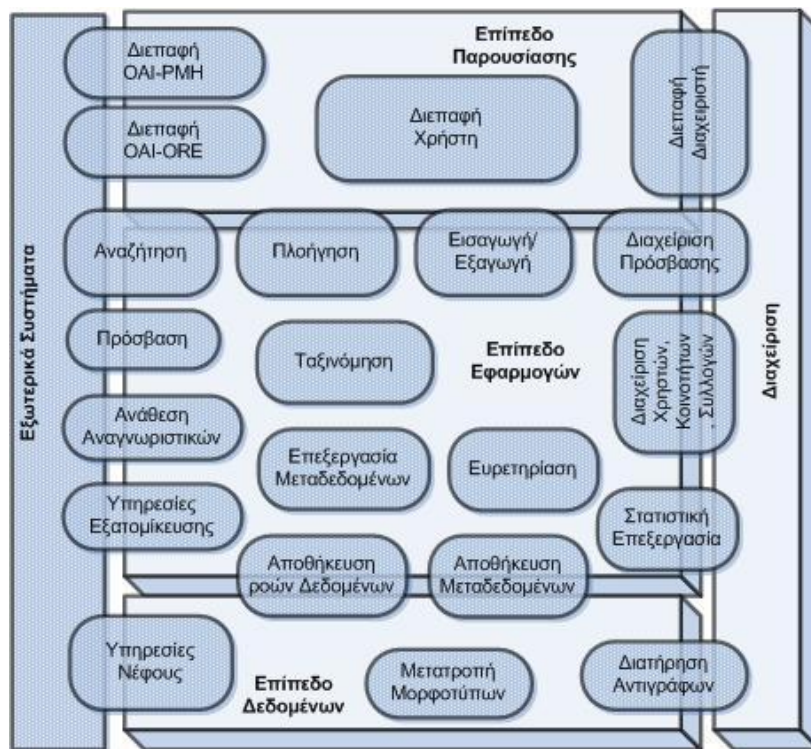 Εξωτερικά Συστήματα
Διεπαφή
OAI-PMH
Διεπαφή
OAI-ORE
Επίπεδο
Παρουσίασης
Διεπαφή
Χρήστη
Διεπαφή
Διαχειριστή
Διαχείριση
Αναζήτηση
Πλοήγηση
Εισαγωγή/
Εξαγωγή
Διαχείριση
Πρόσβασης
Πρόσβαση
Ταξινόμηση
Επίπεδο
Εφαρμογών
Διαχείριση
Χρηστών,
Κοινοτήτων
, Συλλογών
Ανάθεση
Αναγνωριστικών
Επεξεργασία
Μεταδεδομένων
Ευρετηρίαση
Υπηρεσίες
Εξατομίκευσης
Στατιστική
Επεξεργασία
Αποθήκευση
ροών Δεδομένων
Αποθήκευση
Μεταδεδομένων
Υπηρεσίες
Νέφους
Επίπεδο
Δεδομένων
Μετατροπή
Μορφοτύπων
Διατήρηση
Αντιγράφων